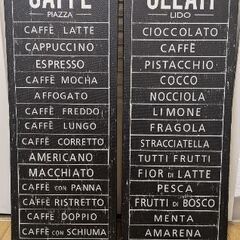 CAFFÈ
PIAZZA
CAFFÈ LATTE
CAPPUCCINO
ESPRESSO
CAFFÈ MOCHA
AFFOGATO
CAFFÈ FREDDO
CAFFÈ LUNGO
CAFFÈ CORRETTO
AMERICANO
MACCHIATO
CAFFÈ CON PANNA
CAFFÈ RISTRETTO
CAFFÈ DOPPIO
CAFFÈ CON SCHIUMA
GELATI
LIDO
CIOCCOLATO
CAFFÈ
PISTACCHIO
COCCO
NOCCIOLA
LIMONE
FRAGOLA
STRACCIATELLA
TUTTI FRUTTI
FIOR DI LATTE
PESCA
FRUTTI DI BOSCO
MENTA
AMARENA